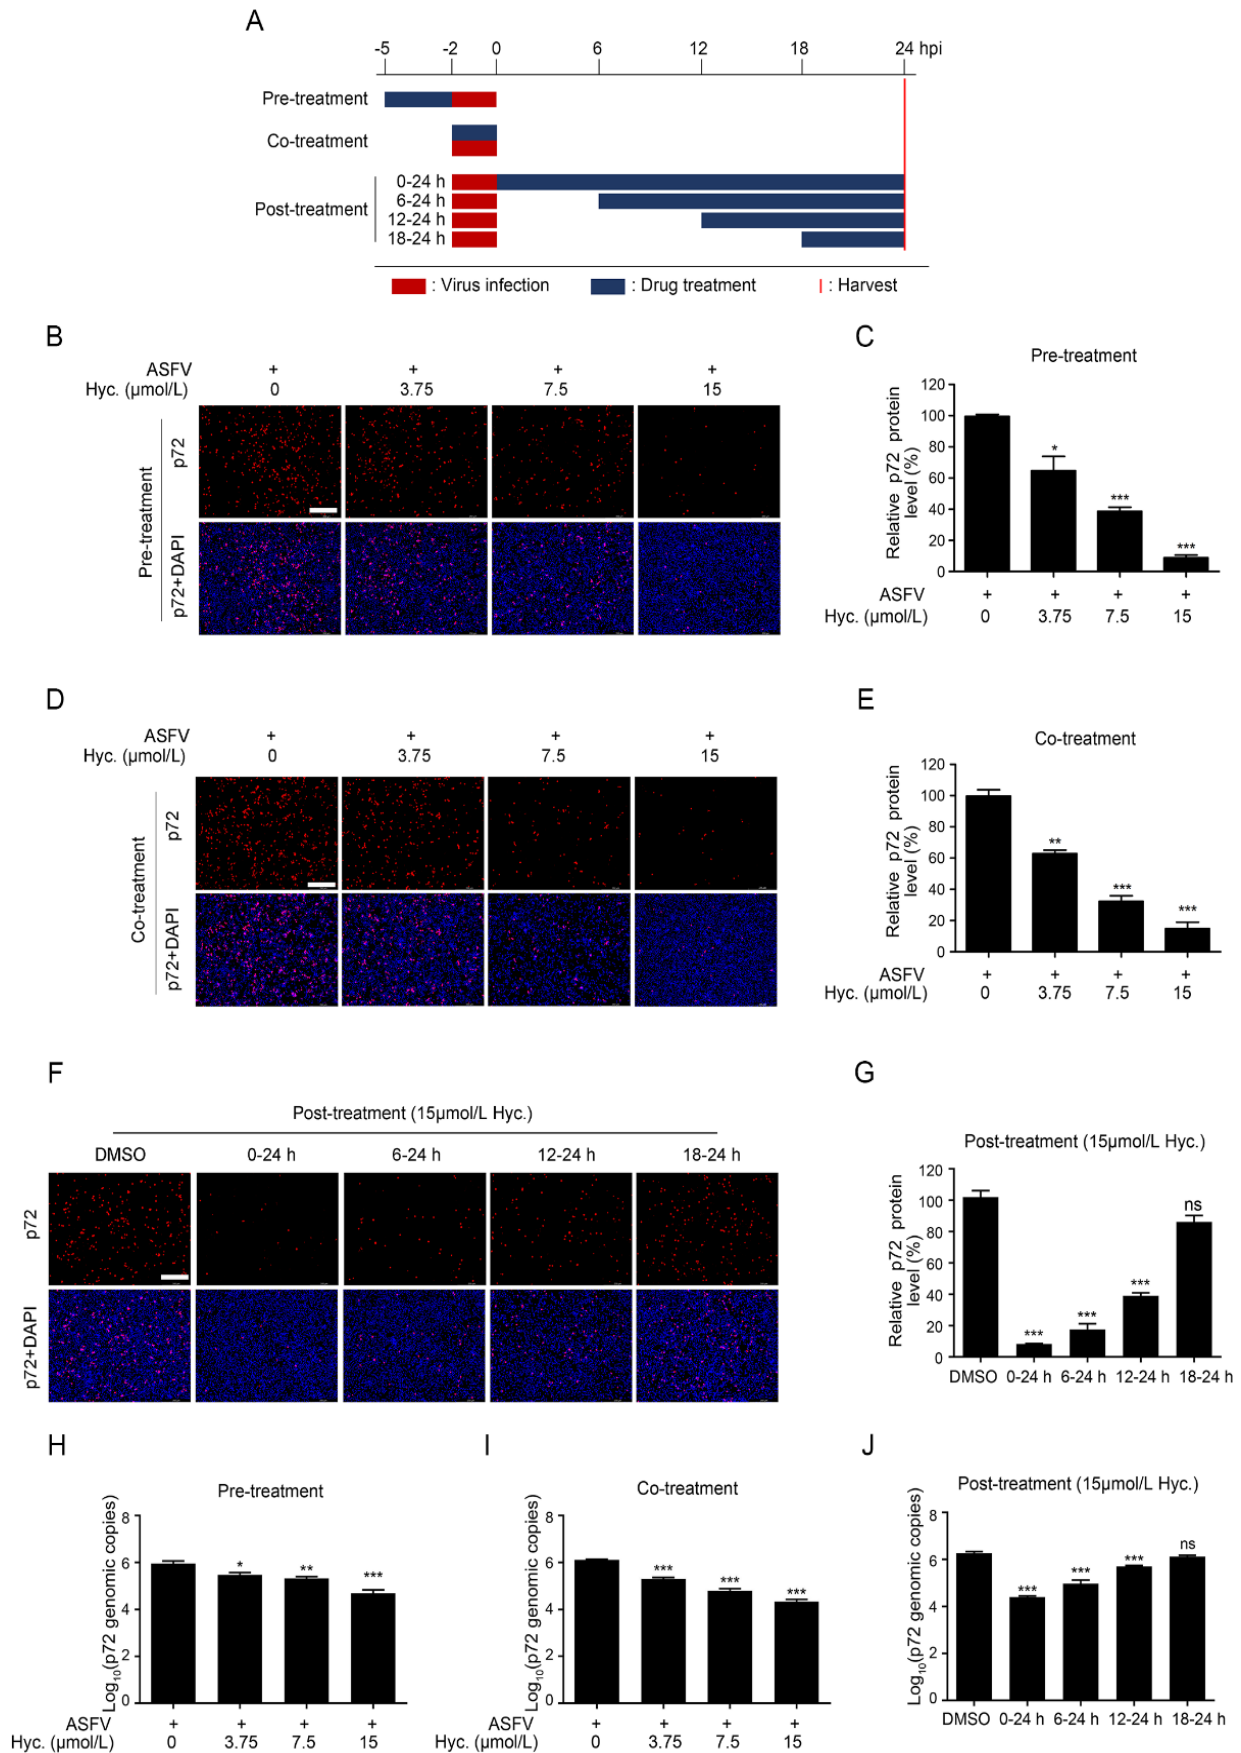 A
-5 -2 0 6 12 18 24 hpi
Pre-treatment
Co-treatment
Post-treatment
0-24 h
6-24 h
12-24 h
18-24 h
: Virus infection : Drug treatment : Harvest
B
ASFV + + + +
Hyc. (μmol/L) 0 3.75 7.5 15
Pre-treatment
p72
p72+DAPI
C
Pre-treatment
Relative p72 protein
level (%)
120
100
80
60
40
20
0
*
***
***
ASFV + + + +
Hyc. (μmol/L) 0 3.75 7.5 15
D
ASFV + + + +
Hyc. (μmol/L) 0 3.75 7.5 15
Co-treatment
p72
p72+DAPI
E
Co-treatment
Relative p72 protein
level (%)
120
100
80
60
40
20
0
**
***
***
ASFV + + + +
Hyc. (μmol/L) 0 3.75 7.5 15
F
Post-treatment (15μmol/L Hyc.)
DMSO 0-24 h 6-24 h 12-24 h 18-24 h
p72
p72+DAPI
G
Post-treatment (15μmol/L Hyc.)
Relative p72 protein
level (%)
120
100
80
60
40
20
0
***
***
***
ns
DMSO 0-24 h 6-24 h 12-24 h 18-24 h
H
Pre-treatment
Log10(p72 genomic copies)
8
6
4
2
0
*
**
***
ASFV + + + +
Hyc. (μmol/L) 0 3.75 7.5 15
I
Co-treatment
Log10(p72 genomic copies)
8
6
4
2
0
***
***
***
ASFV + + + +
Hyc. (μmol/L) 0 3.75 7.5 15
J
Post-treatment (15μmol/L Hyc.)
Log10(p72 genomic copies)
8
6
4
2
0
***
***
***
ns
DMSO 0-24 h 6-24 h 12-24 h 18-24 h